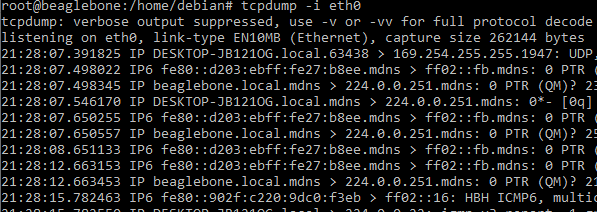 root@beaglebone:/home/debian# tcpdump -i eth0
tcpdump: verbose output suppressed, use -v or -vv for full protocol decode
listening on eth0, link-type EN10MB (Ethernet), capture size 262144 bytes
21:28:07.391825 IP DESKTOP-JB121OG.local.63438 > 169.254.255.255.1947: UDP,
21:28:07.498022 IP6 fe80::d203:ebff:fe27:b8ee.mdns > ff02::fb.mdns: 0 PTR (
21:28:07.498345 IP beaglebone.local.mdns > 224.0.0.251.mdns: 0 PTR (QM)? 23
21:28:07.546170 IP DESKTOP-JB121OG.local.mdns > 224.0.0.251.mdns: 0*- [0q]
21:28:07.650255 IP6 fe80::d203:ebff:fe27:b8ee.mdns > ff02::fb.mdns: 0 PTR (
21:28:07.650557 IP beaglebone.local.mdns > 224.0.0.251.mdns: 0 PTR (QM)? 25
21:28:08.651133 IP6 fe80::d203:ebff:fe27:b8ee.mdns > ff02::fb.mdns: 0 PTR (
21:28:12.663153 IP6 fe80::d203:ebff:fe27:b8ee.mdns > ff02::fb.mdns: 0 PTR (
21:28:12.663453 IP beaglebone.local.mdns > 224.0.0.251.mdns: 0 PTR (QM)? 25
21:28:15.782463 IP6 fe80::902f:c220:9dc0:f3eb > ff02::16: HBH ICMP6, multic